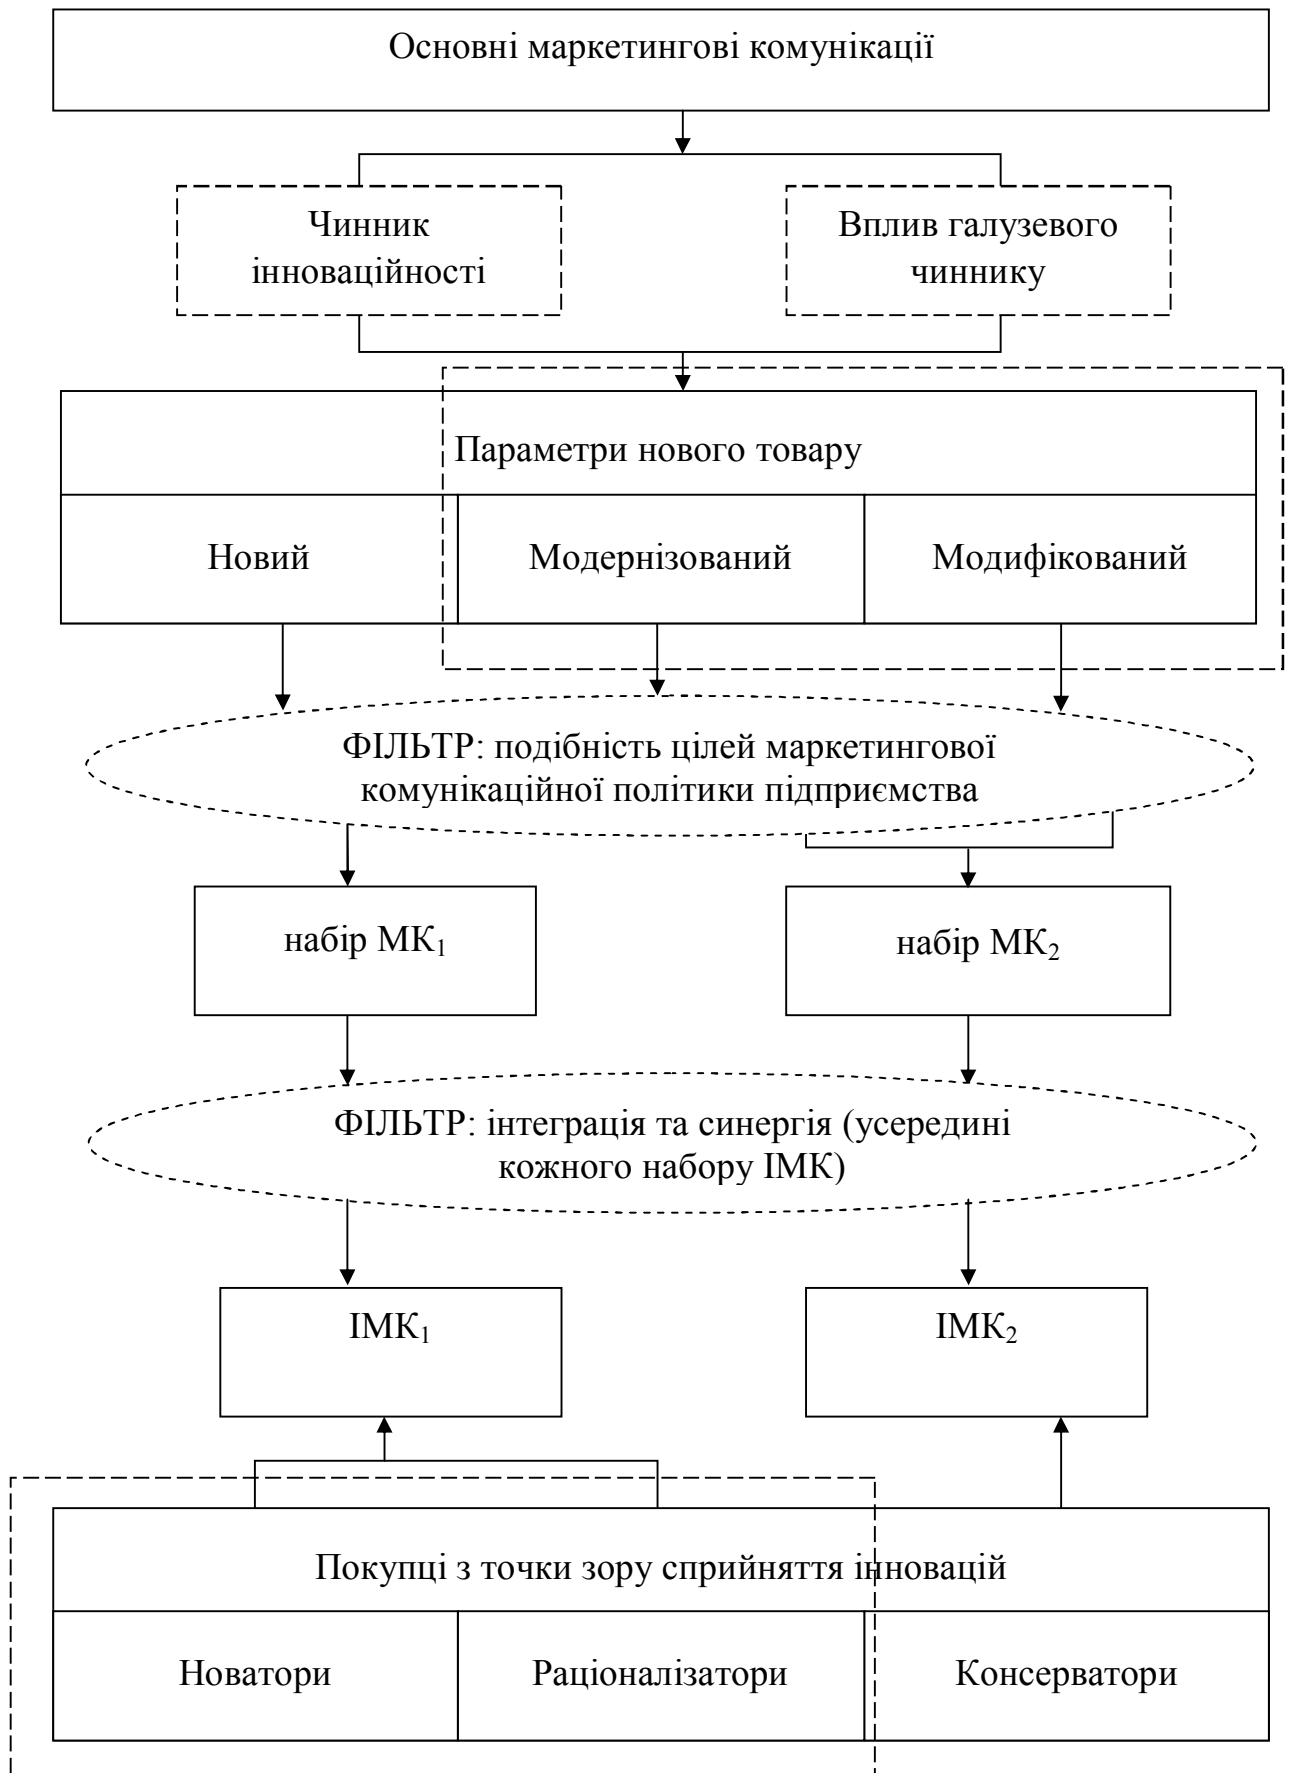 Основні маркетингові комунікації
Чинник
інноваційності
Вплив галузевого
чиннику
Параметри нового товару
Новий
Модернізований
Модифікований
ФІЛЬТР: подібність цілей маркетингової
комунікаційної політики підприємства
набір МК₁
набір МК₂
ФІЛЬТР: інтеграція та синергія (усередині
кожного набору ІМК)
ІМК₁
ІМК₂
Покупці з точки зору сприйняття інновацій
Новатори
Раціоналізатори
Консерватори